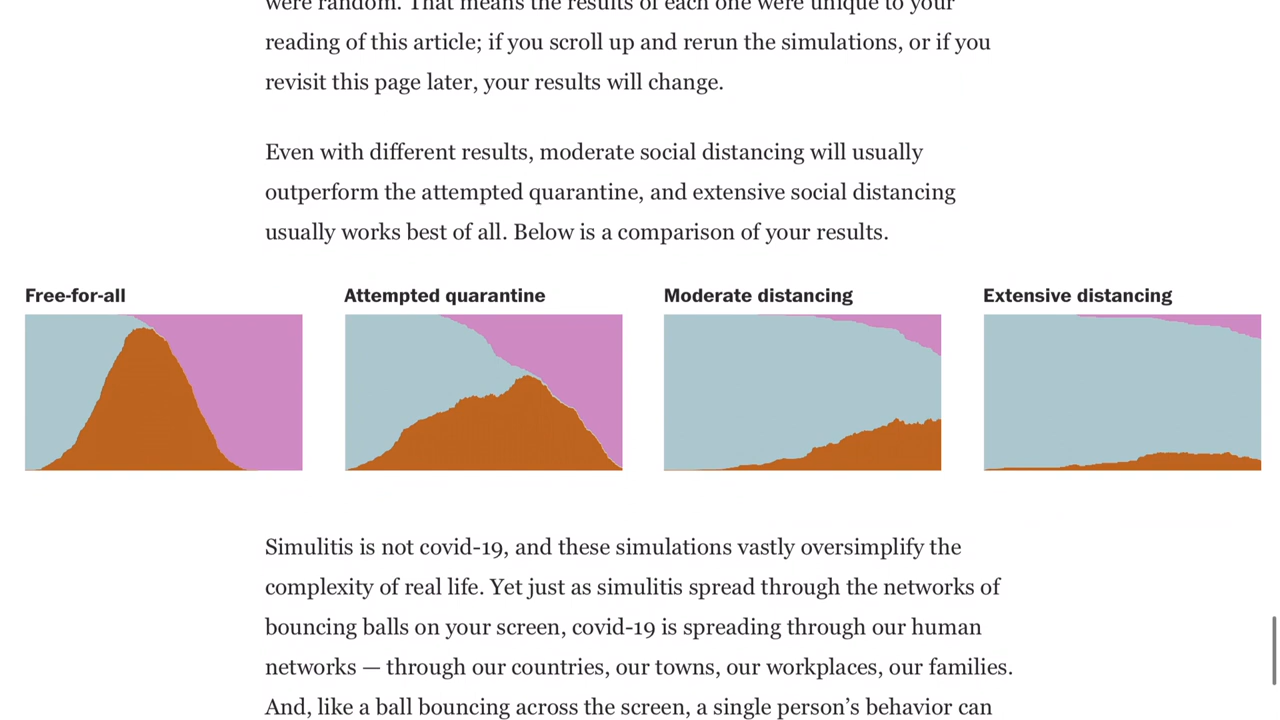 were random. That means the results of each one were unique to your
reading of this article; if you scroll up and rerun the simulations, or if you
revisit this page later, your results will change.
Even with different results, moderate social distancing will usually
outperform the attempted quarantine, and extensive social distancing
usually works best of all. Below is a comparison of your results.
Free-for-all
Attempted quarantine
Moderate distancing
Extensive distancing
Simulitis is not covid-19, and these simulations vastly oversimplify the
complexity of real life. Yet just as simulitis spread through the networks of
bouncing balls on your screen, covid-19 is spreading through our human
networks — through our countries, our towns, our workplaces, our families.
And, like a ball bouncing across the screen, a single person’s behavior can